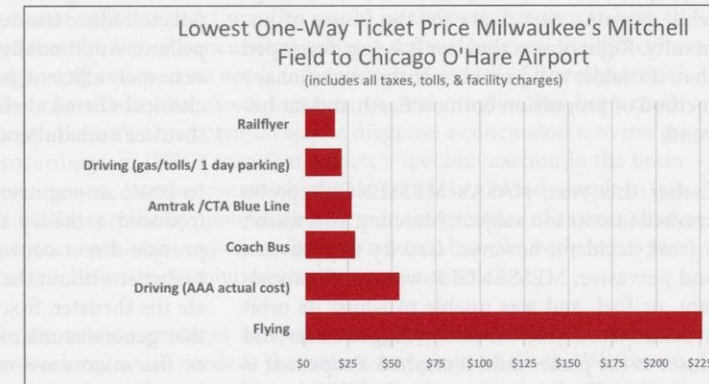 Lowest One-Way Ticket Price Millwaukee's Mitchell
Field to Chicago O'Hare Airport
(includes all taxes, tolls, & facility charges)
Railflyer
Driving (gas/tolls/ 1 day parking)
Amtrak /CTA Blue Line
Coach Bus
Driving (AAA actual cost)
Flying
$0 $25 $50 $75 $100 $125 $150 $175 $200 $225